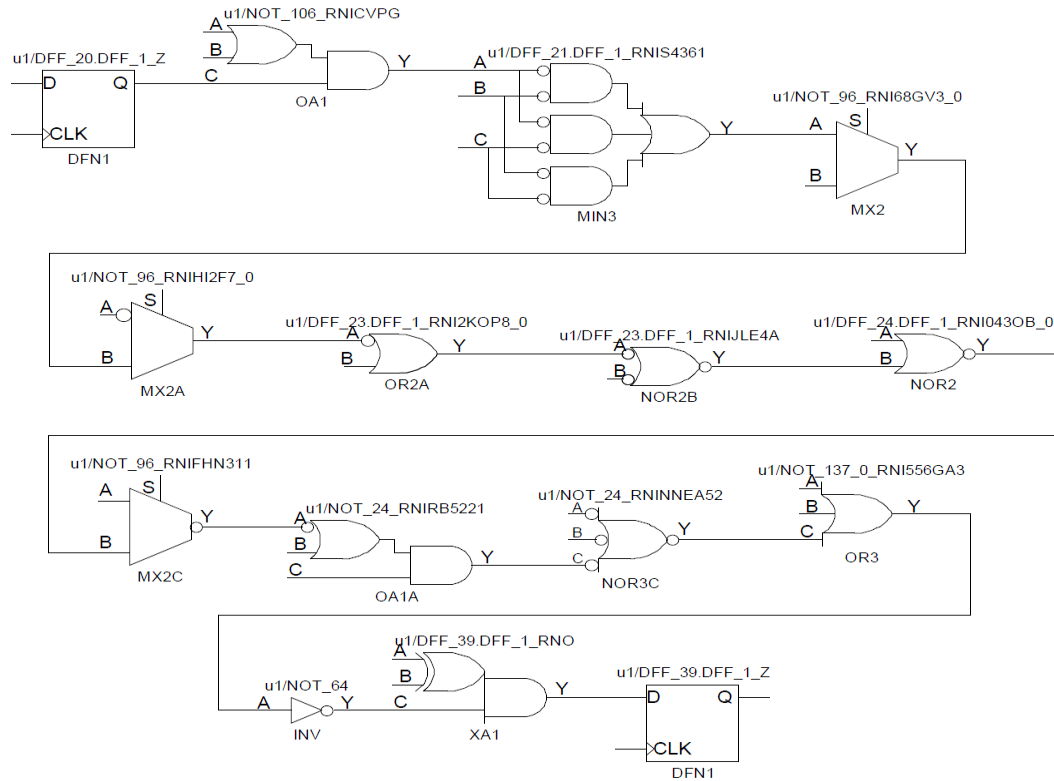 u1/NOT_106_RNICVPG
A
B
C
Y
OA1
u1/DFF_20.DFF_1_Z
D
Q
CLK
DFN1
u1/DFF_21.DFF_1_RNIS4361
A
B
C
Y
MIN3
u1/NOT_96_RNI68GV3_0
S
A
B
Y
MX2
u1/NOT_96_RNIHI2F7_0
A
S
B
Y
MX2A
u1/DFF_23.DFF_1_RNI2KOP8_0
A
B
Y
OR2A
u1/DFF_23.DFF_1_RNIJLE4A
A
B
Y
NOR2B
u1/DFF_24.DFF_1_RNI043OB_0
A
B
Y
NOR2
u1/NOT_96_RNIFHN311
A
S
B
Y
MX2C
u1/NOT_24_RNIRB5221
A
B
C
Y
OA1A
u1/NOT_24_RNINNEA52
A
B
C
Y
NOR3C
u1/NOT_137_0_RNI556GA3
A
B
C
Y
OR3
u1/NOT_64
A
Y
INV
u1/DFF_39.DFF_1_RNO
A
B
C
Y
XA1
u1/DFF_39.DFF_1_Z
D
Q
CLK
DFN1